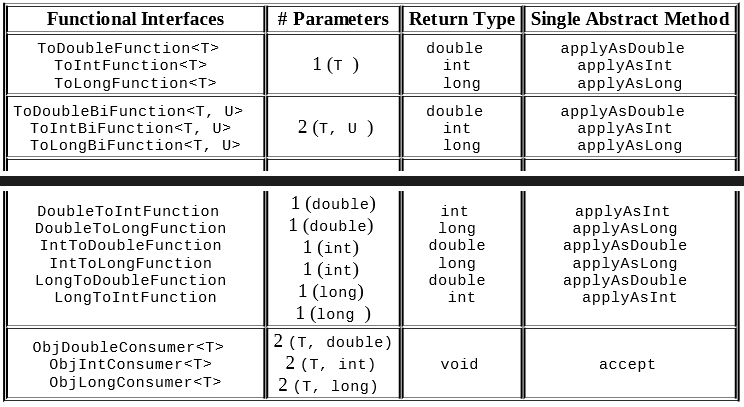 Functional Interfaces # Parameters Return Type Single Abstract Method
ToDoubleFunction<T> double applyAsDouble
ToIntFunction<T> 1 (T ) int applyAsInt
ToLongFunction<T> long applyAsLong
ToDoubleBiFunction<T, U> double applyAsDouble
ToIntBiFunction<T, U> 2 (T, U ) int applyAsInt
ToLongBiFunction<T, U> long applyAsLong
DoubleToIntFunction 1 (double) int applyAsInt
DoubleToLongFunction 1 (double) long applyAsLong
IntToDoubleFunction 1 (int) double applyAsDouble
IntToLongFunction 1 (int) long applyAsLong
LongToDoubleFunction 1 (long) double applyAsDouble
LongToIntFunction 1 (long ) int applyAsInt
ObjDoubleConsumer<T> 2 (T, double)
ObjIntConsumer<T> 2 (T, int) void accept
ObjLongConsumer<T> 2 (T, long)